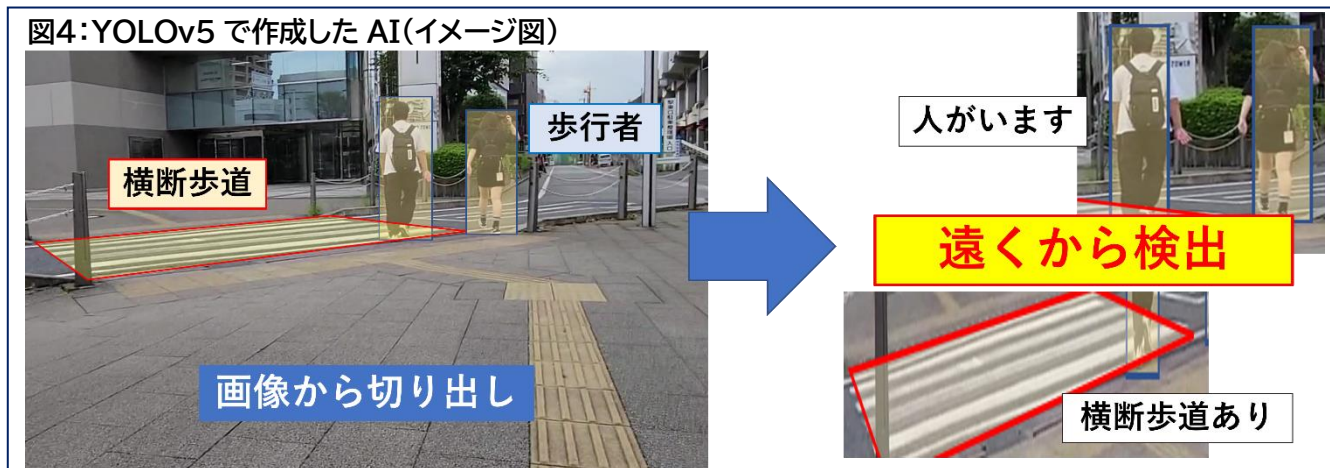 図4：YOLOv5 で作成した AI（イメージ図）
歩行者
横断歩道
画像から切り出し
人がいます
遠くから検出
横断歩道あり